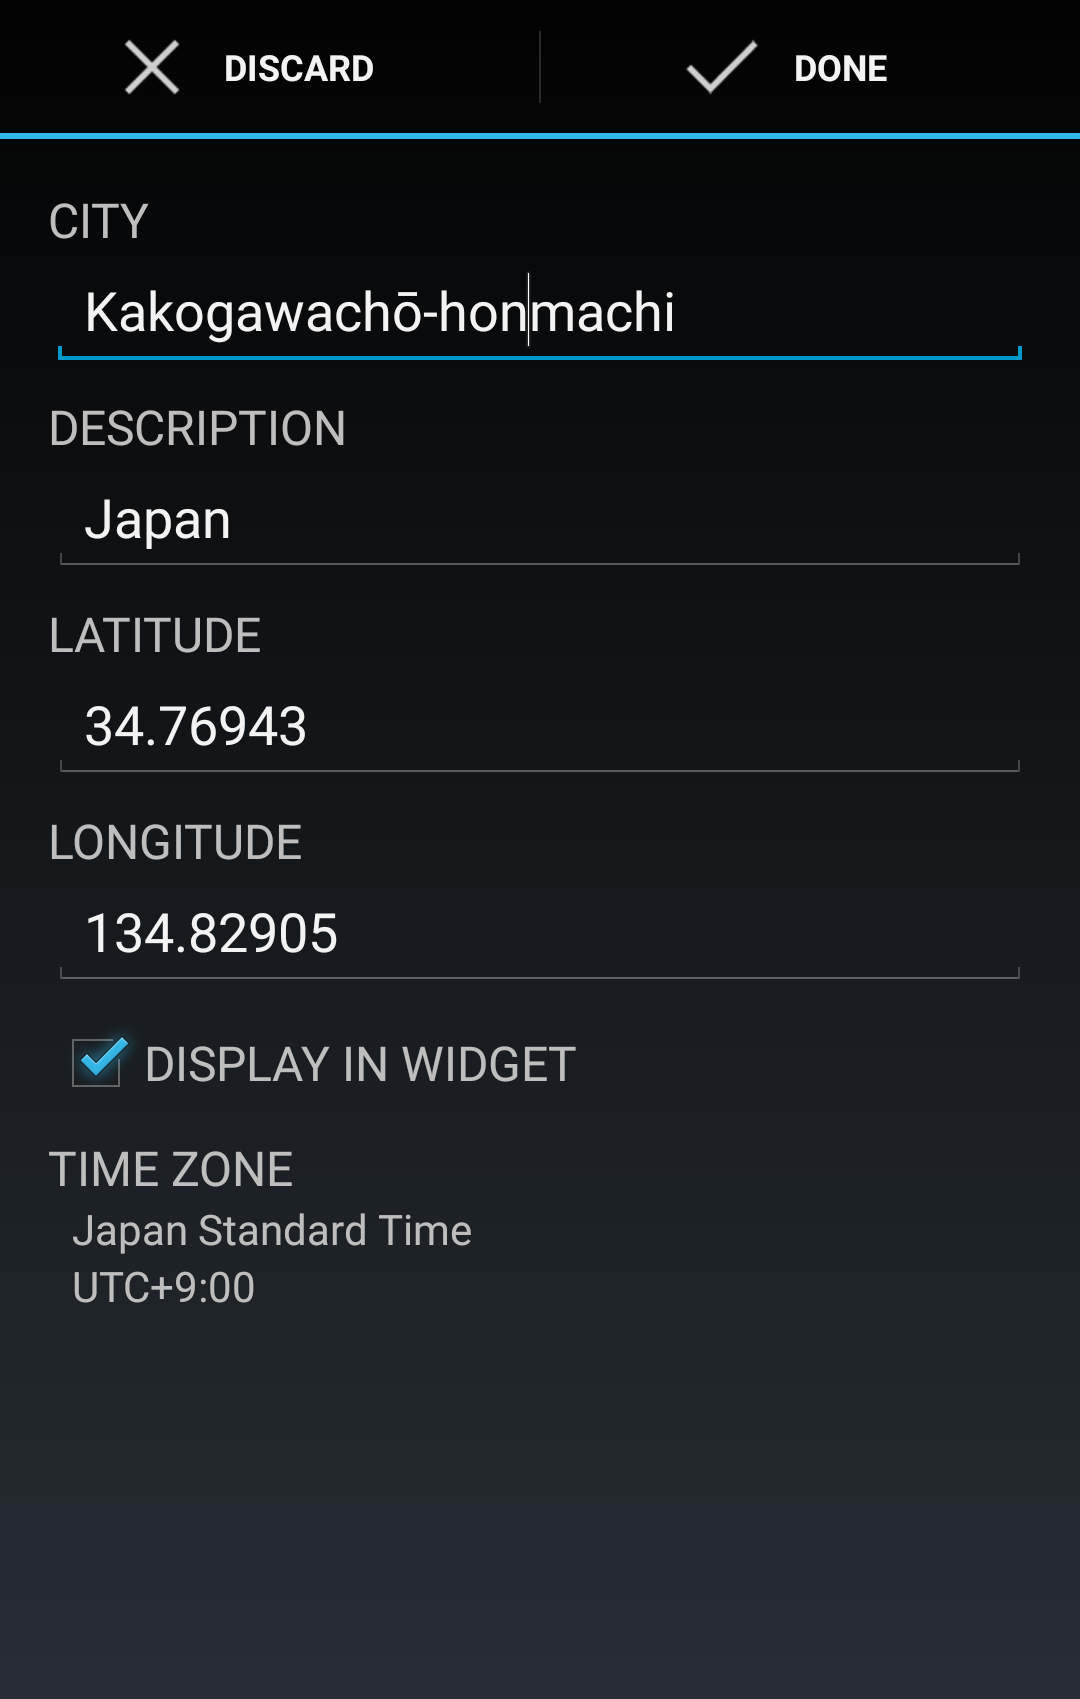 DISCARD
DONE
CITY
Kakogawachō-honmachi
DESCRIPTION
Japan
LATITUDE
34.76943
LONGITUDE
134.82905
DISPLAY IN WIDGET
TIME ZONE
Japan Standard Time
UTC+9:00